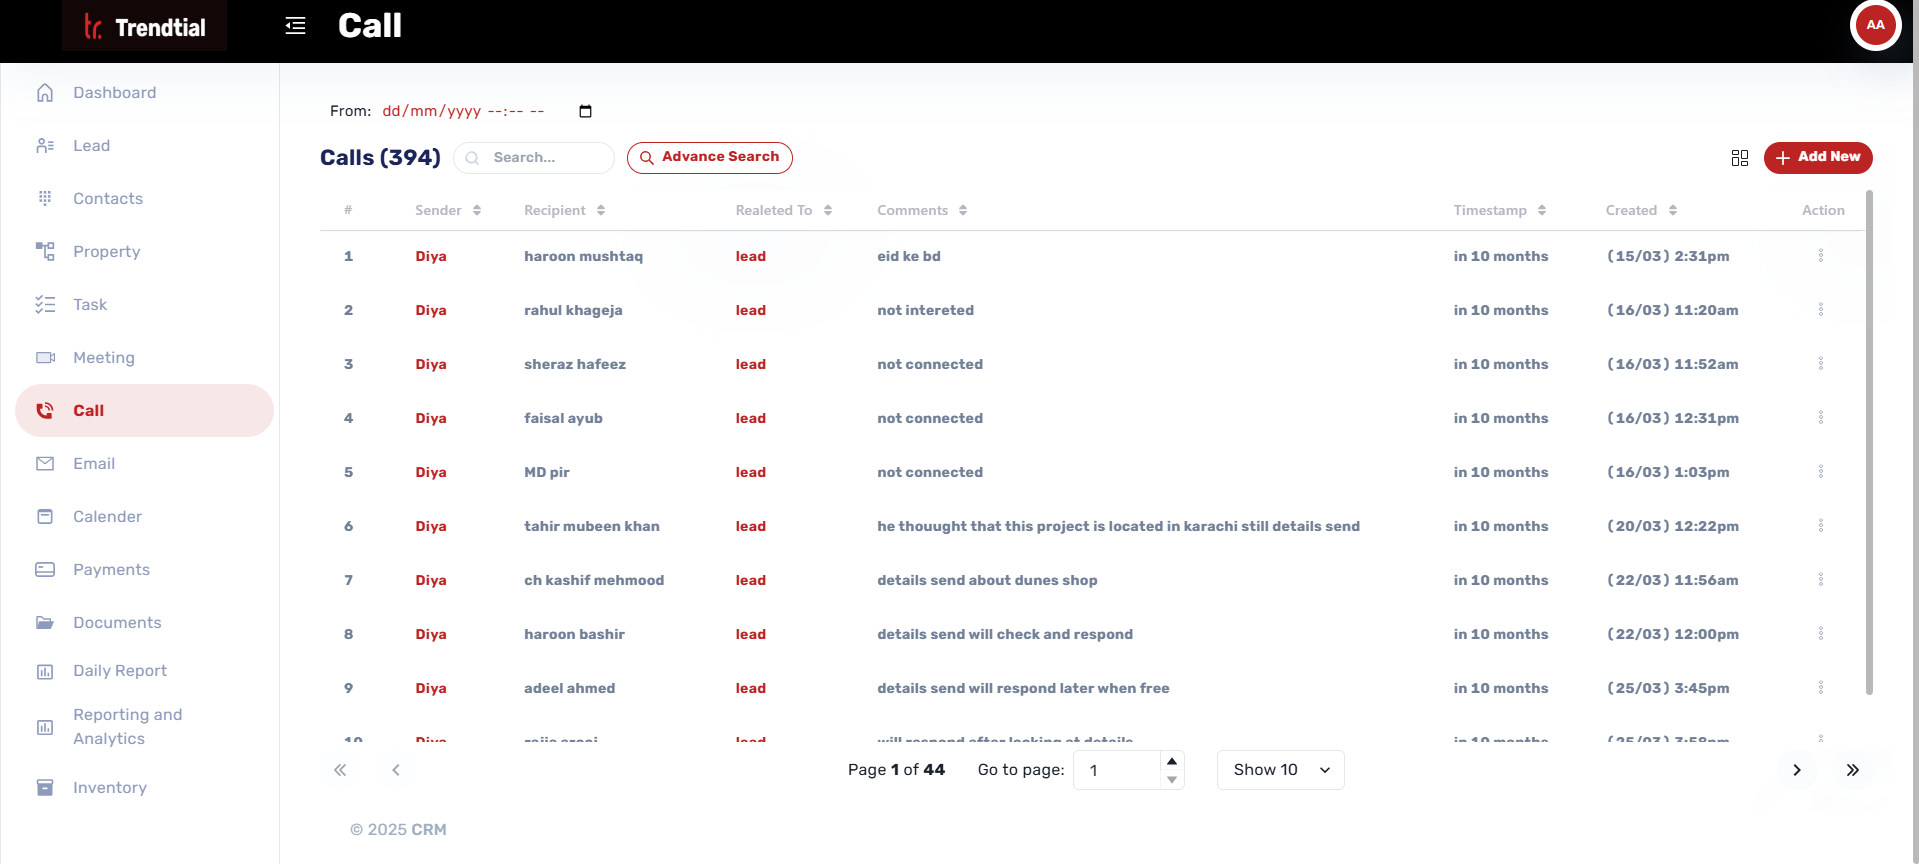 tr. Trendtial
Call
AA
Dashboard
Lead
Contacts
Property
Task
Meeting
Call
Email
Calender
Payments
Documents
Daily Report
Reporting and
Analytics
Inventory
From: dd/mm/yyyy --:-- --
Calls (394) Search... Advance Search Add New
# Sender Recipient Realeted To Comments Timestamp Created Action
1 Diya haroon mushtaq lead eid ke bd in 10 months (15/03) 2:31pm
2 Diya rahul khageja lead not intereted in 10 months (16/03) 11:20am
3 Diya sheraz hafeez lead not connected in 10 months (16/03) 11:52am
4 Diya faisal ayub lead not connected in 10 months (16/03) 12:31pm
5 Diya MD pir lead not connected in 10 months (16/03) 1:03pm
6 Diya tahir mubeen khan lead he thouught that this project is located in karachi still details send in 10 months (20/03) 12:22pm
7 Diya ch kashif mehmood lead details send about dunes shop in 10 months (22/03) 11:56am
8 Diya haroon bashir lead details send will check and respond in 10 months (22/03) 12:00pm
9 Diya adeel ahmed lead details send will respond later when free in 10 months (25/03) 3:45pm
10 Diya lead will respond after looking at details in 10 months (25/03) 3:58pm
Page 1 of 44 Go to page: 1 Show 10
© 2025 CRM